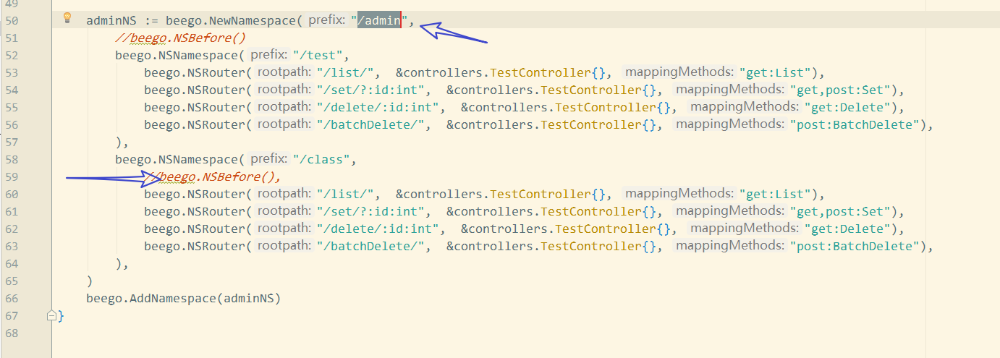 49
50 adminNS := beego.NewNamespace( prefix: "/admin",
51 //beego.NSBefore()
52 beego.NSNamespace( prefix: "/test",
53 beego.NSRouter( rootpath: "/list/", &controllers.TestController{}, mappingMethods: "get:List"),
54 beego.NSRouter( rootpath: "/set/?:id:int", &controllers.TestController{}, mappingMethods: "get,post:Set"),
55 beego.NSRouter( rootpath: "/delete/:id:int", &controllers.TestController{}, mappingMethods: "get:Delete"),
56 beego.NSRouter( rootpath: "/batchDelete/", &controllers.TestController{}, mappingMethods: "post:BatchDelete"),
57 ),
58 beego.NSNamespace( prefix: "/class",
59 //beego.NSBefore(),
60 beego.NSRouter( rootpath: "/list/", &controllers.TestController{}, mappingMethods: "get:List"),
61 beego.NSRouter( rootpath: "/set/?:id:int", &controllers.TestController{}, mappingMethods: "get,post:Set"),
62 beego.NSRouter( rootpath: "/delete/:id:int", &controllers.TestController{}, mappingMethods: "get:Delete"),
63 beego.NSRouter( rootpath: "/batchDelete/", &controllers.TestController{}, mappingMethods: "post:BatchDelete"),
64 ),
65 )
66 beego.AddNamespace(adminNS)
67 }
68